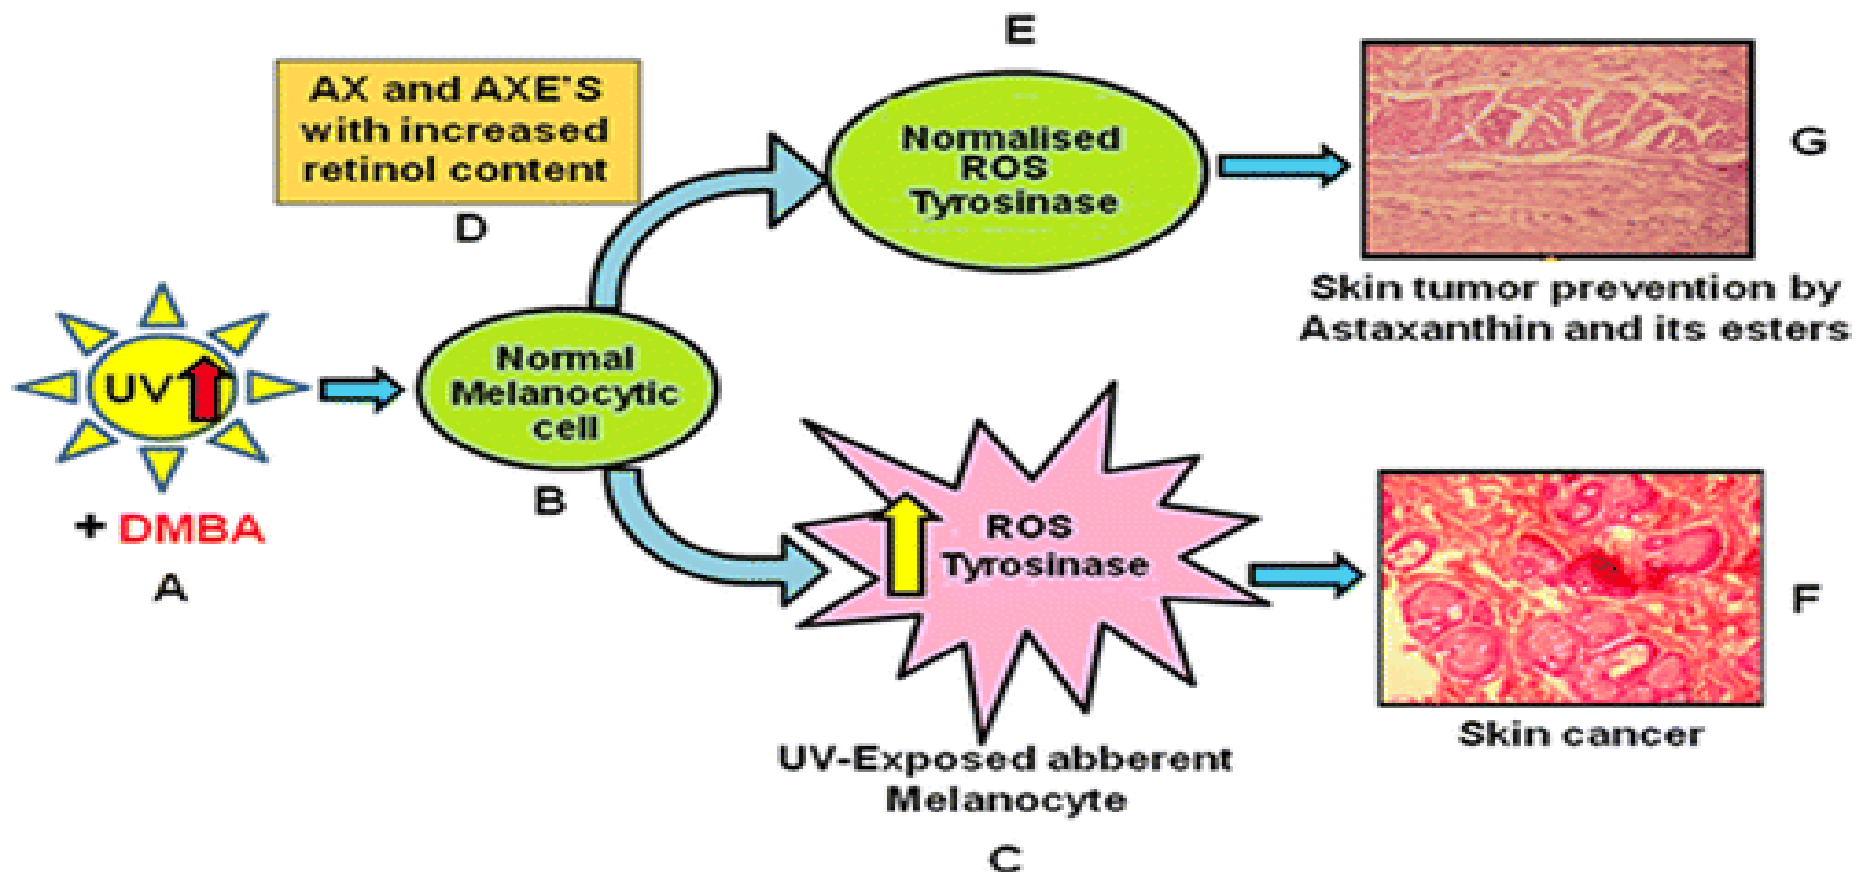 E
AX and AXE'S
with increased
retinol content
D
Normalised
ROS
Tyrosinase
G
Skin tumor prevention by
Astaxanthin and its esters
UV
+ DMBA
A
Normal
Melanocytic
cell
B
ROS
Tyrosinase
UV-Exposed abberent
Melanocyte
C
F
Skin cancer